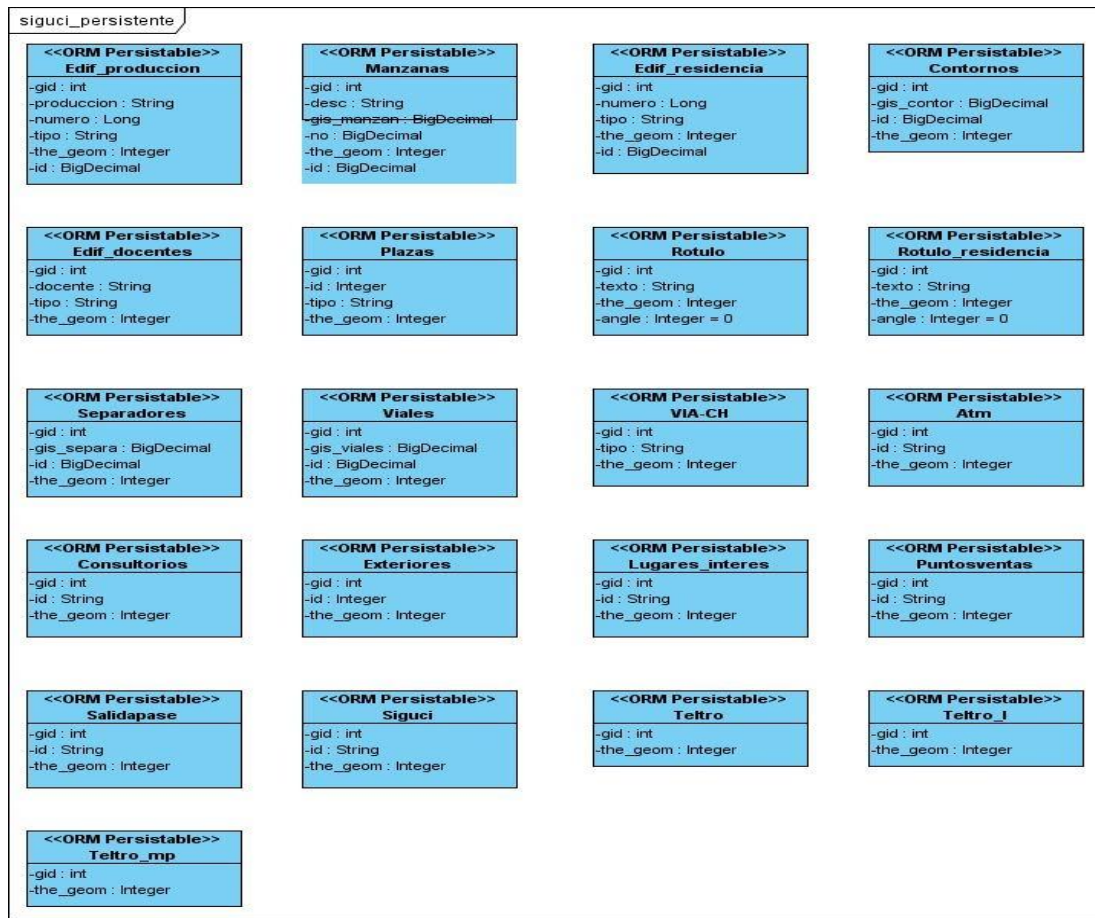 siguci_persistente
<<ORM Persistable>>
Edif_produccion
-gid : int
-produccion : String
-numero : Long
-tipo : String
-the_geom : Integer
-id : BigDecimal
<<ORM Persistable>>
Manzanas
-gid : int
-desc : String
-gis_manzan : BigDecimal
-no : BigDecimal
-the_geom : Integer
-id : BigDecimal
<<ORM Persistable>>
Edif_residencia
-gid : int
-numero : Long
-tipo : String
-the_geom : Integer
-id : BigDecimal
<<ORM Persistable>>
Contornos
-gid : int
-gis_contor : BigDecimal
-id : BigDecimal
-the_geom : Integer
<<ORM Persistable>>
Edif_docentes
-gid : int
-docente : String
-tipo : String
-the_geom : Integer
<<ORM Persistable>>
Plazas
-gid : int
-id : Integer
-tipo : String
-the_geom : Integer
<<ORM Persistable>>
Rotulo
-gid : int
-texto : String
-the_geom : Integer
-angle : Integer = 0
<<ORM Persistable>>
Rotulo_residencia
-gid : int
-texto : String
-the_geom : Integer
-angle : Integer = 0
<<ORM Persistable>>
Separadores
-gid : int
-gis_separa : BigDecimal
-id : BigDecimal
-the_geom : Integer
<<ORM Persistable>>
Viales
-gid : int
-gis_viales : BigDecimal
-id : BigDecimal
-the_geom : Integer
<<ORM Persistable>>
VIA-CH
-gid : int
-tipo : String
-the_geom : Integer
<<ORM Persistable>>
Atm
-gid : int
-id : String
-the_geom : Integer
<<ORM Persistable>>
Consultorios
-gid : int
-id : String
-the_geom : Integer
<<ORM Persistable>>
Exteriores
-gid : int
-id : Integer
-the_geom : Integer
<<ORM Persistable>>
Lugares_interes
-gid : int
-id : String
-the_geom : Integer
<<ORM Persistable>>
Puntosventas
-gid : int
-id : String
-the_geom : Integer
<<ORM Persistable>>
Salidapase
-gid : int
-id : String
-the_geom : Integer
<<ORM Persistable>>
Siguci
-gid : int
-id : String
-the_geom : Integer
<<ORM Persistable>>
Teltro
-gid : int
-the_geom : Integer
<<ORM Persistable>>
Teltro_l
-gid : int
-the_geom : Integer
<<ORM Persistable>>
Teltro_mp
-gid : int
-the_geom : Integer